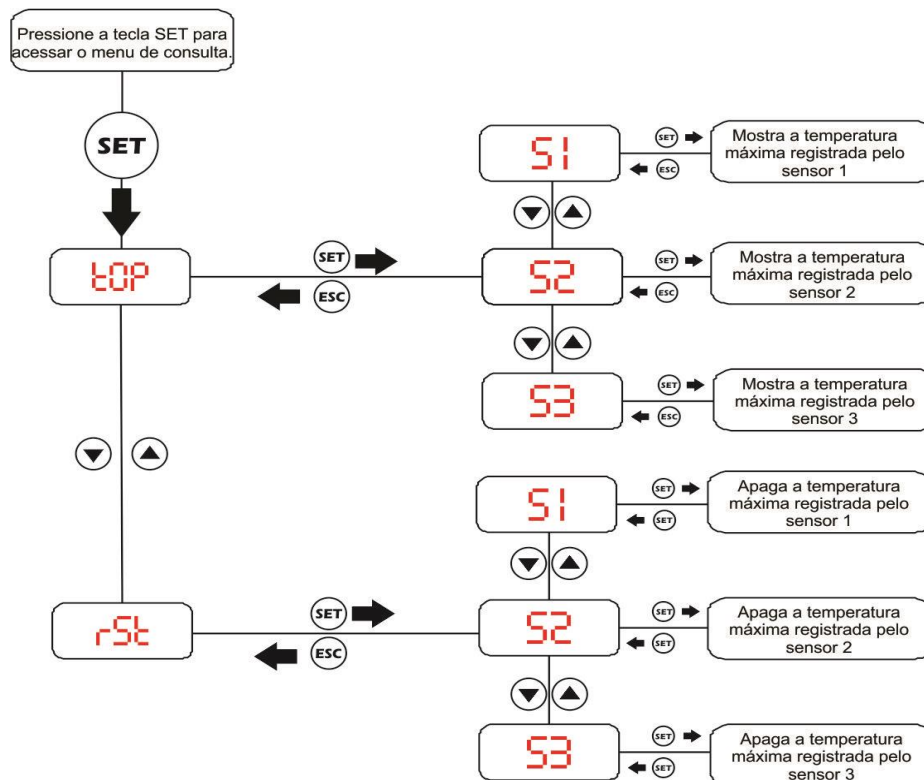 Pressione a tecla SET para
acessar o menu de consulta.
SET
S1
SET
ESC
Mostra a temperatura
máxima registrada pelo
sensor 1
tOP
SET
ESC
S2
SET
ESC
Mostra a temperatura
máxima registrada pelo
sensor 2
S3
SET
ESC
Mostra a temperatura
máxima registrada pelo
sensor 3
S1
SET
SET
Apaga a temperatura
máxima registrada pelo
sensor 1
rSt
SET
ESC
S2
SET
SET
Apaga a temperatura
máxima registrada pelo
sensor 2
S3
SET
SET
Apaga a temperatura
máxima registrada pelo
sensor 3